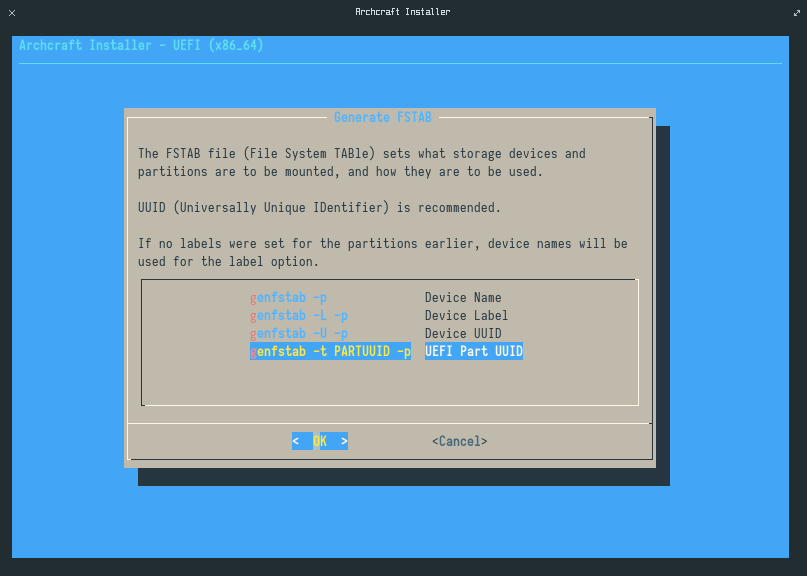 Archcraft Installer
Archcraft Installer - UEFI (x86_64)
Generate FSTAB
The FSTAB file (File System TABle) sets what storage devices and
partitions are to be mounted, and how they are to be used.
UUID (Universally Unique IDentifier) is recommended.
If no labels were set for the partitions earlier, device names will be
used for the label option.
genfstab -p Device Name
genfstab -L -p Device Label
genfstab -U -p Device UUID
genfstab -t PARTUUID -p UEFI Part UUID
< OK > <Cancel>